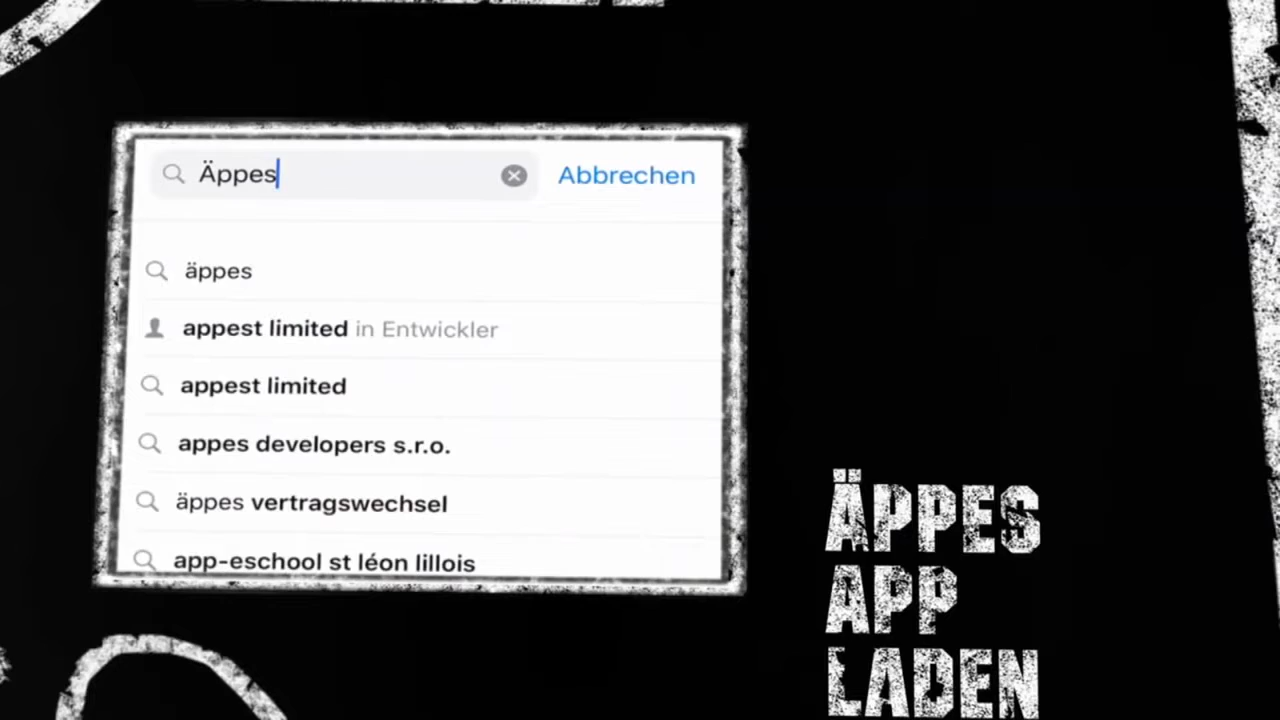 Äppes
Abbrechen
äppes
appest limited in Entwickler
appest limited
appes developers s.r.o.
äppes vertragswechsel
app-eschool st léon lillois
ÄPPES
APP
LADEN